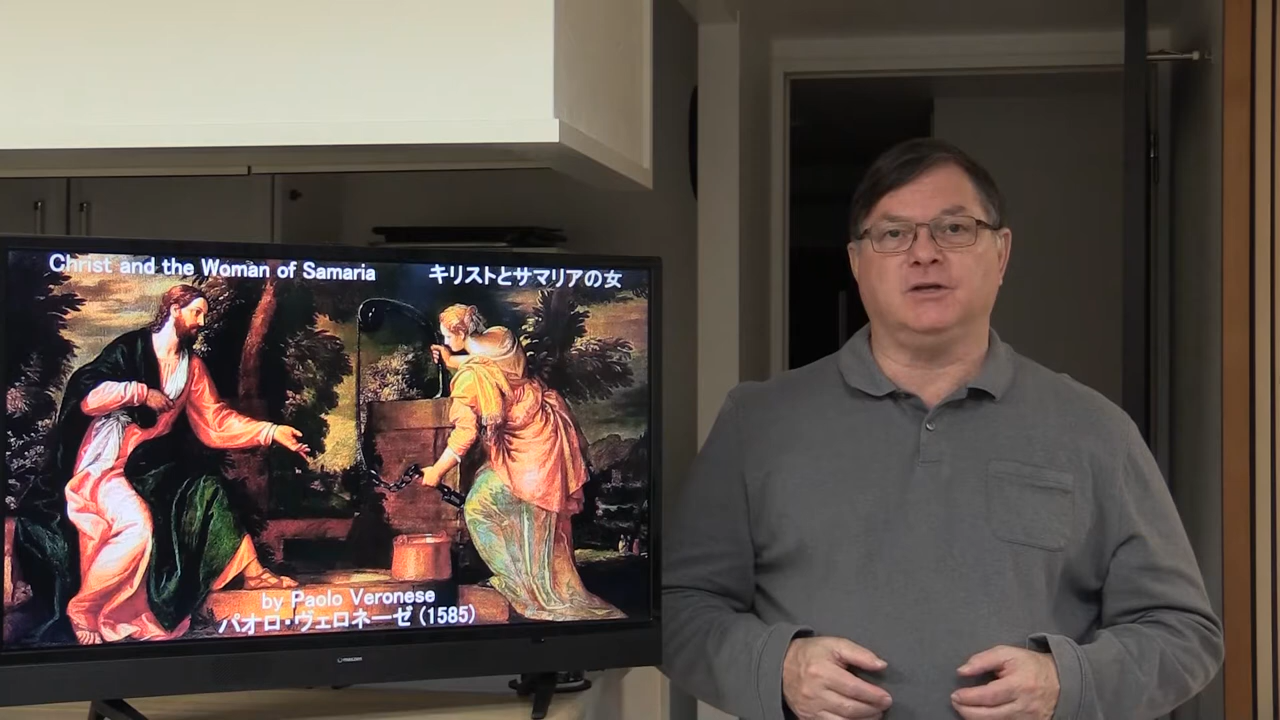 Christ and the Woman of Samaria
キリストとサマリアの女
by Paolo Veronese
パオロ・ヴェロネーゼ (1585)